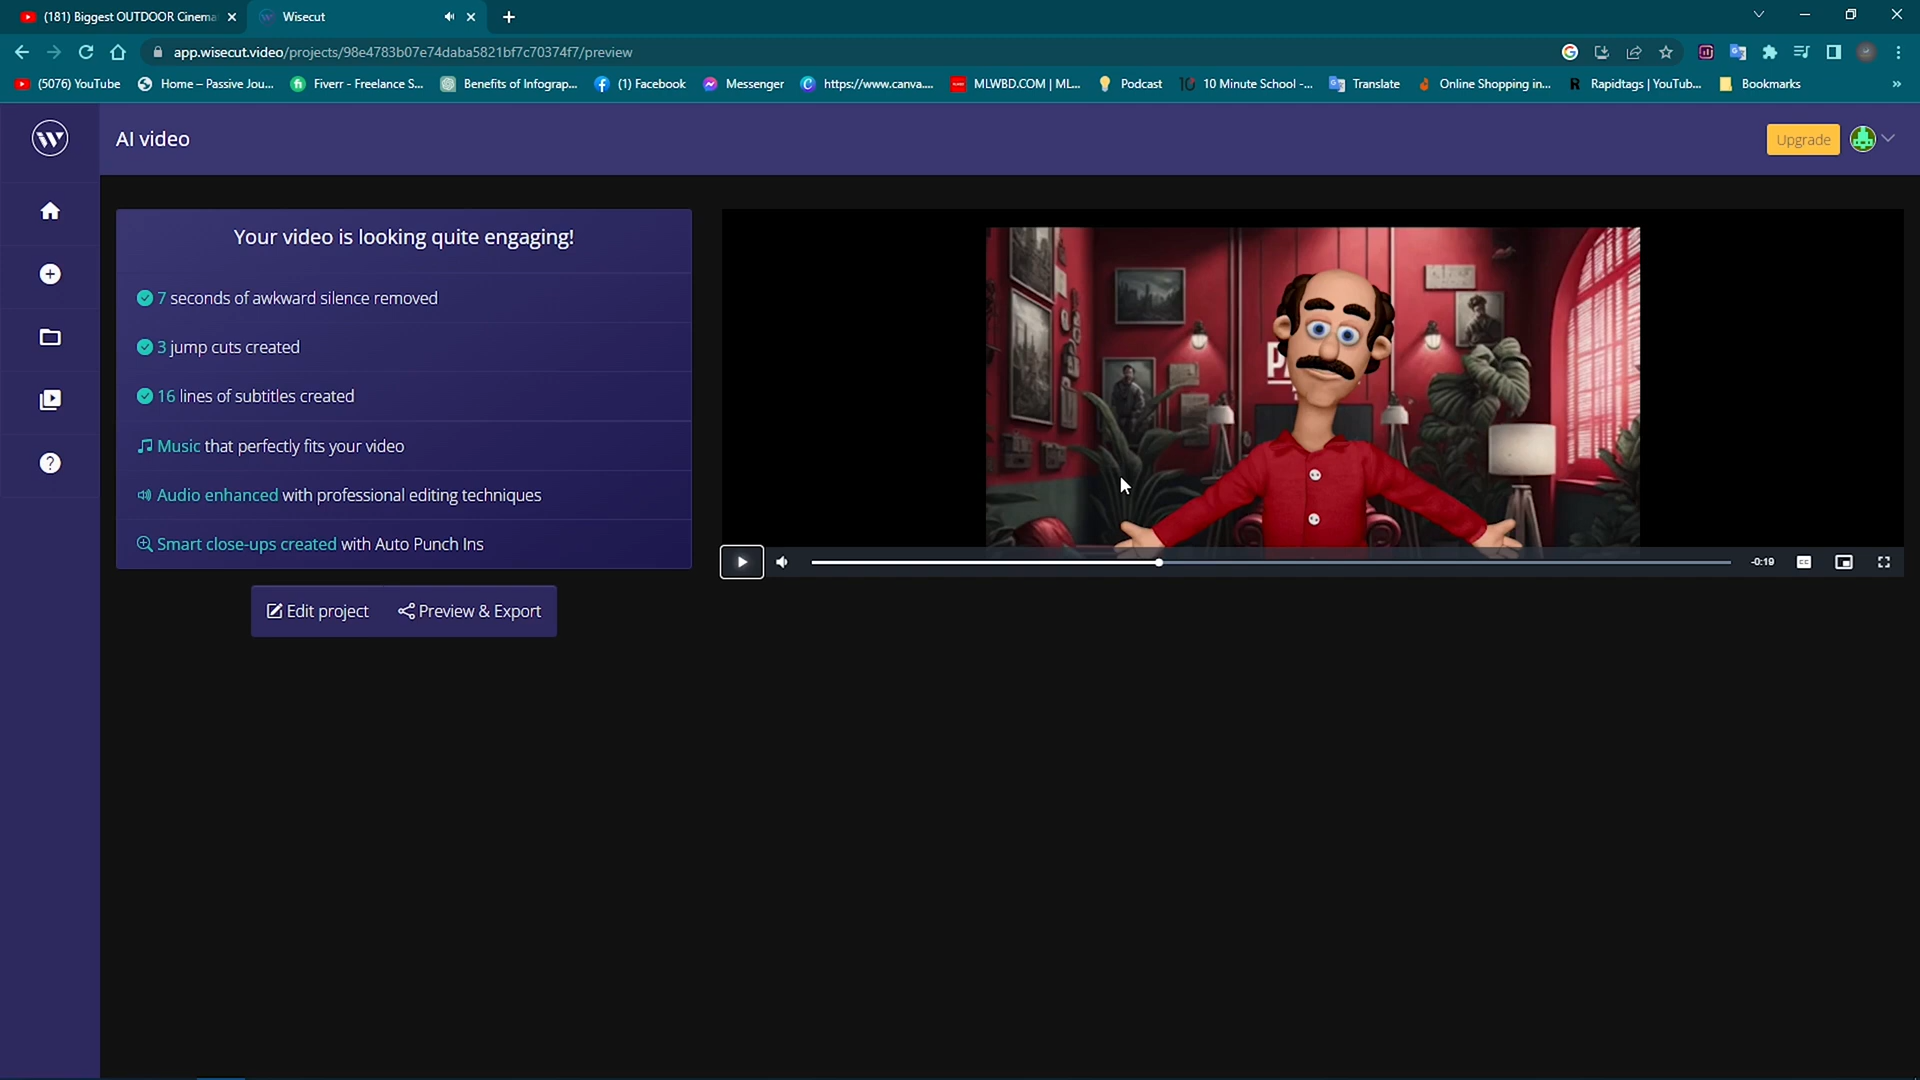 (181) Biggest OUTDOOR Cinema
Wisecut
app.wisecut.video/projects/98e4783b07e74daba5821bf7c70374f7/preview
(5076) YouTube
Home – Passive Jou...
Fiverr - Freelance S...
Benefits of Infograp...
(1) Facebook
Messenger
https://www.canva....
MLWBD.COM | ML...
Podcast
10 Minute School -...
Translate
Online Shopping in...
Rapidtags | YouTub...
Bookmarks
»
AI video
Upgrade
Your video is looking quite engaging!
7 seconds of awkward silence removed
3 jump cuts created
16 lines of subtitles created
Music that perfectly fits your video
Audio enhanced with professional editing techniques
Smart close-ups created with Auto Punch Ins
Edit project
Preview & Export
-0:19
CC